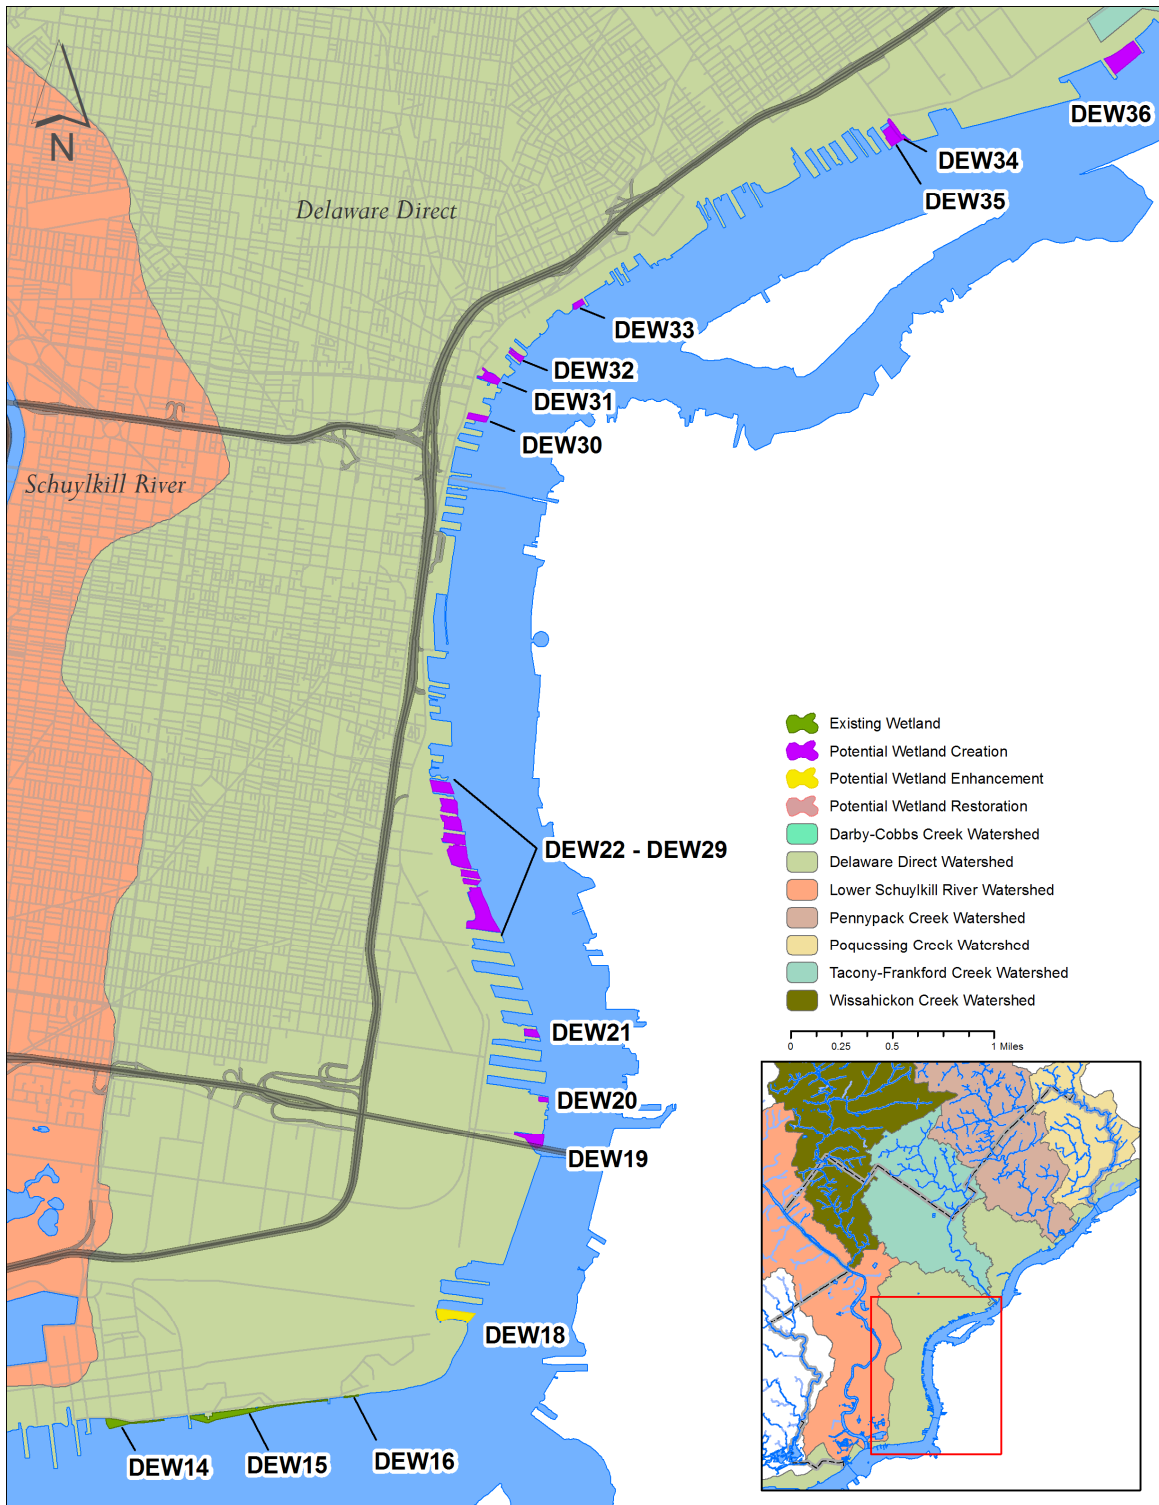 N
Delaware Direct
DEW36
DEW34
DEW35
DEW33
DEW32
DEW31
DEW30
Schuylkill River
Existing Wetland
Potential Wetland Creation
Potential Wetland Enhancement
Potential Wetland Restoration
Darby-Cobbs Creek Watershed
Delaware Direct Watershed
Lower Schuylkill River Watershed
Pennypack Creek Watershed
Poquessing Creek Watershed
Tacony-Frankford Creek Watershed
Wissahickon Creek Watershed
0 0.25 0.5 1 Miles
DEW22 - DEW29
DEW21
DEW20
DEW19
DEW18
DEW14
DEW15
DEW16